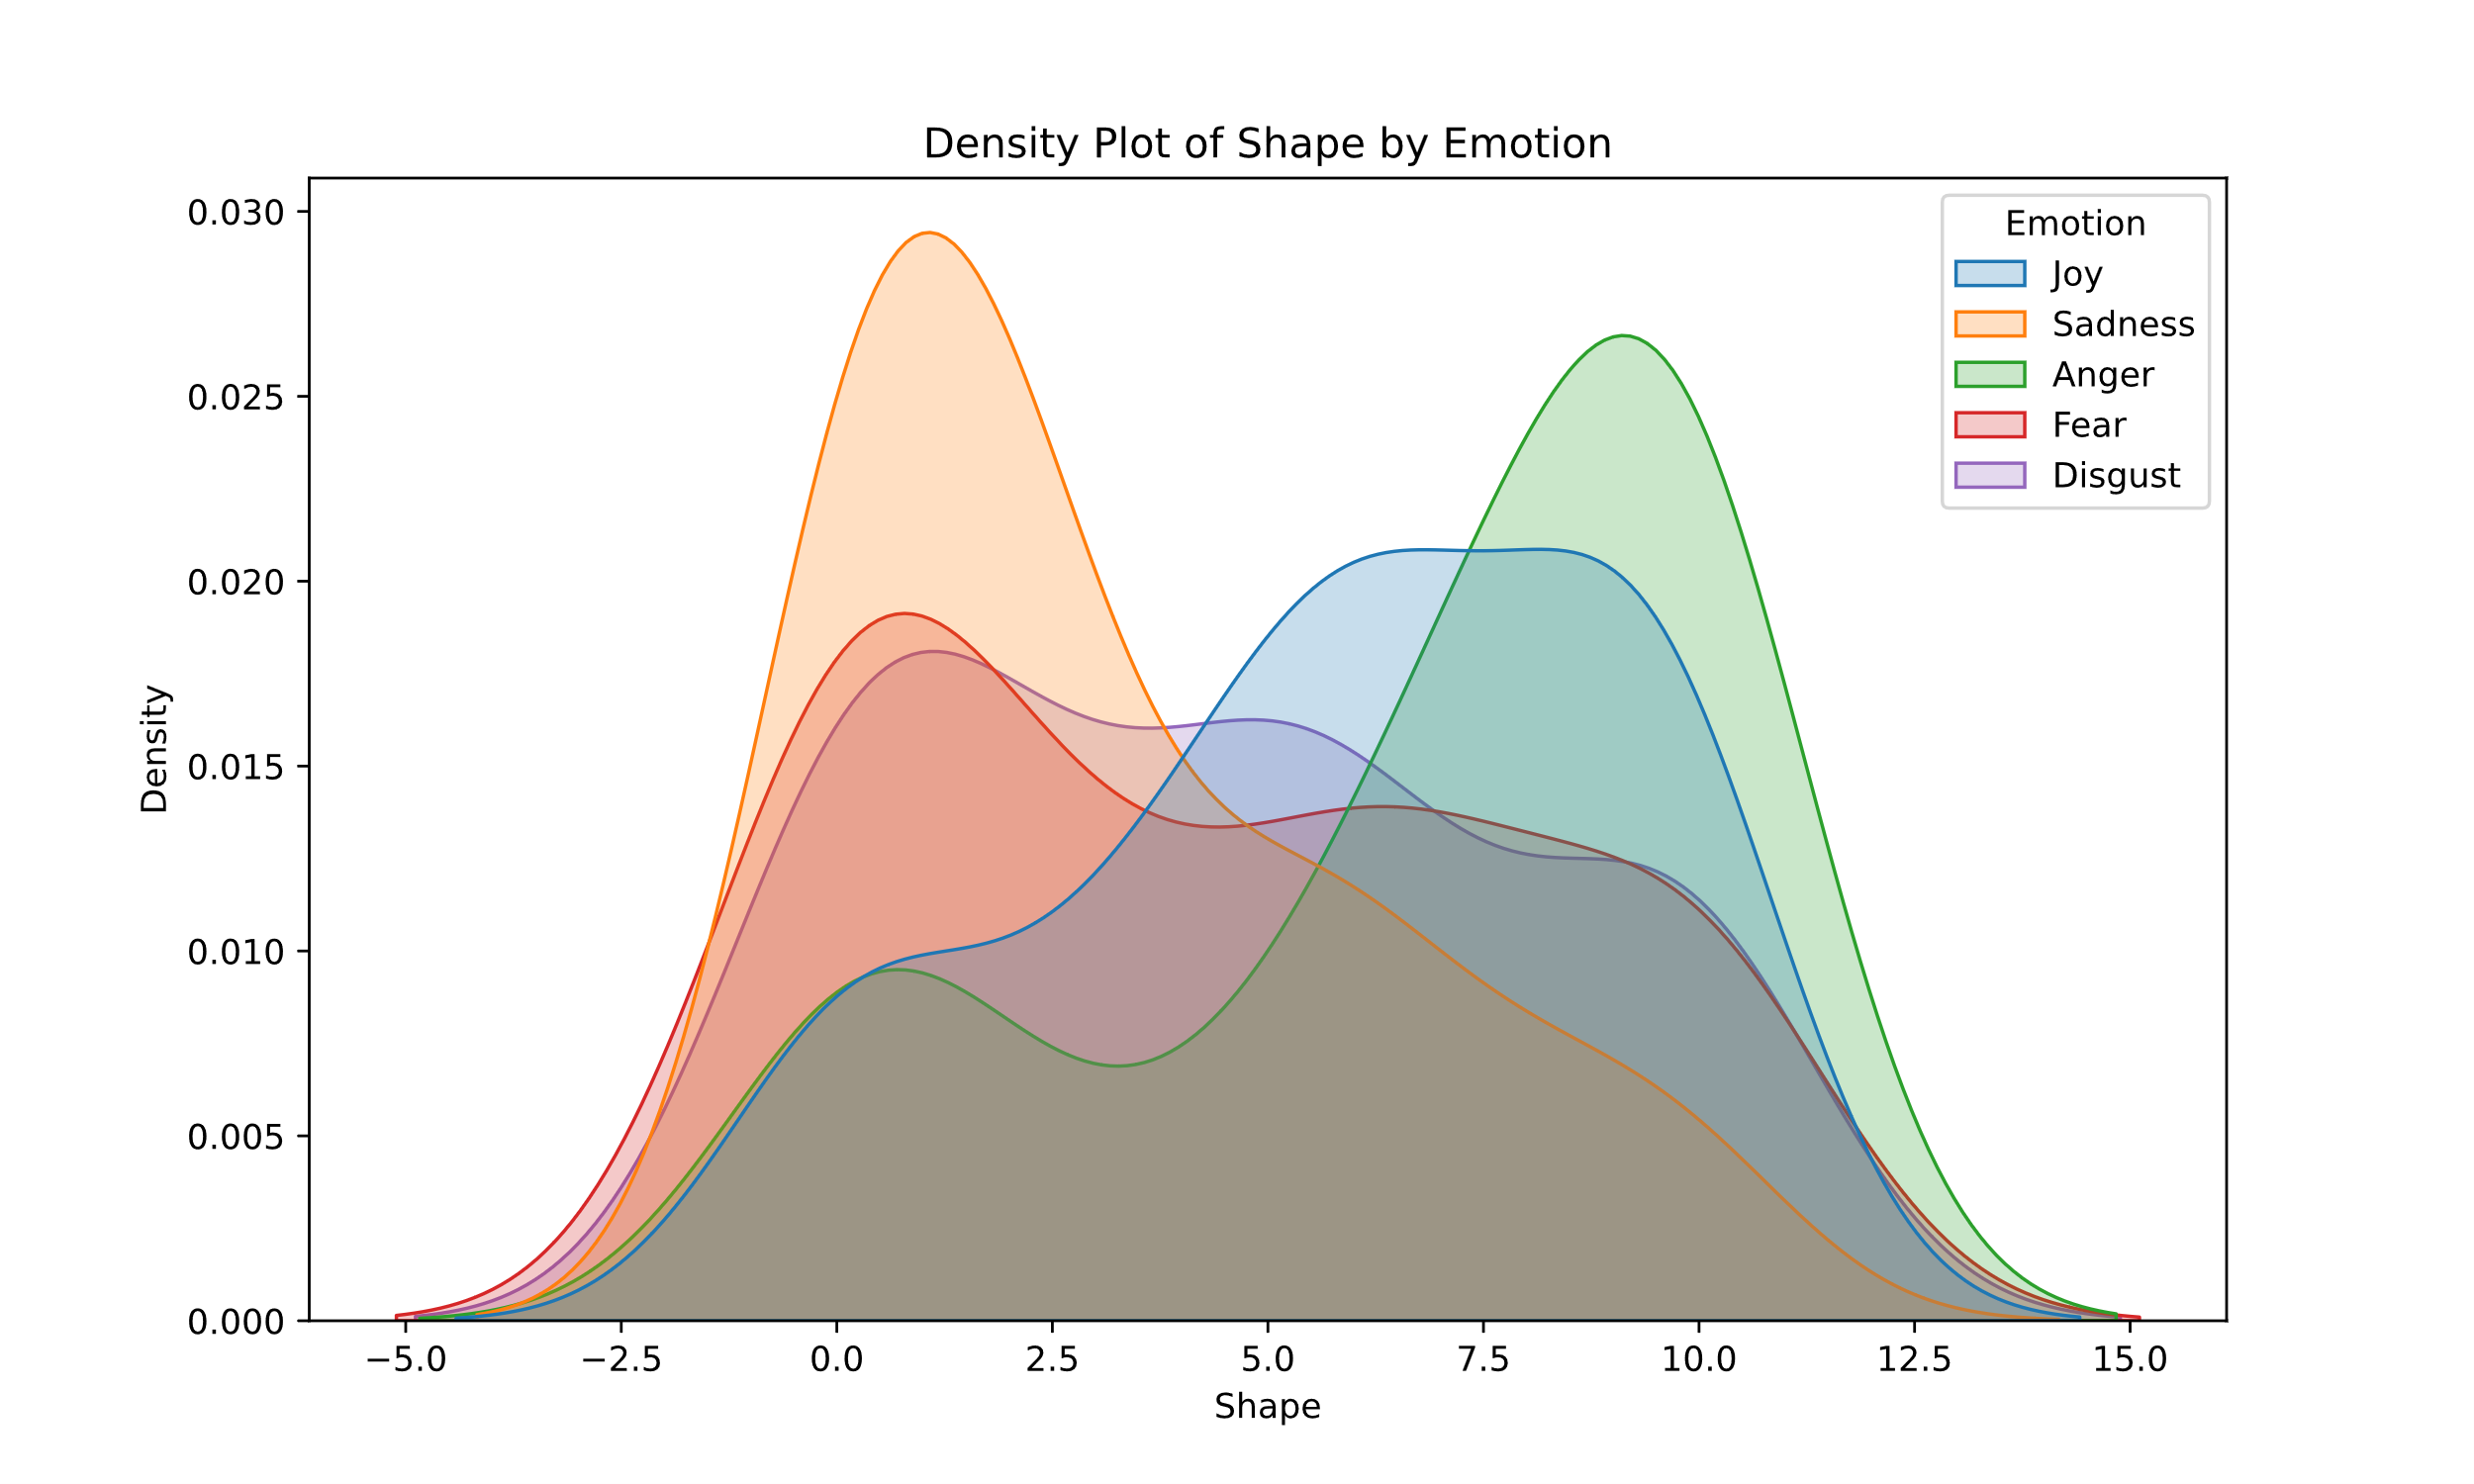 Density Plot of Shape by Emotion
0.030
0.025
0.020
0.015
0.010
0.005
0.000
Density
−5.0 −2.5 0.0 2.5 5.0 7.5 10.0 12.5 15.0
Shape
Emotion
Joy
Sadness
Anger
Fear
Disgust